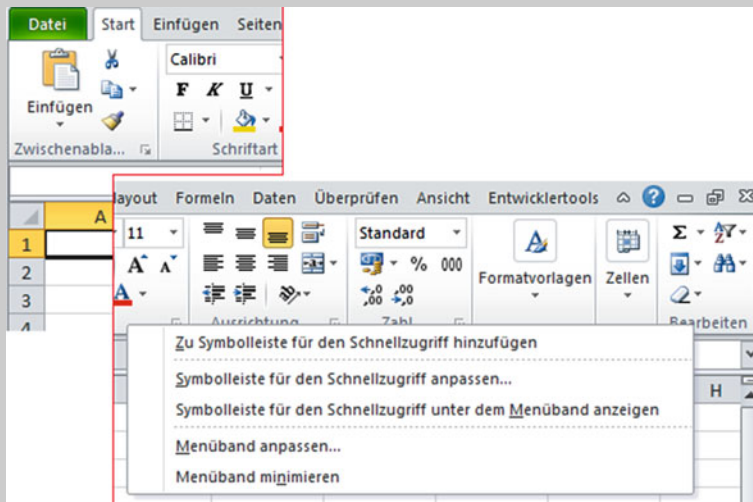 Datei Start Einfügen Seiten
Calibri
F K U
Einfügen
Zwischenabla... Schriftart
A
1
2
3
4
layout Formeln Daten Überprüfen Ansicht Entwicklertools
11 Standard Σ
A A % 000 Formatvorlagen Zellen
A ,00 ,00
Ausrichtung Zahl Bearbeiten
Zu Symbolleiste für den Schnellzugriff hinzufügen
Symbolleiste für den Schnellzugriff anpassen...
H
Symbolleiste für den Schnellzugriff unter dem Menüband anzeigen
Menüband anpassen...
Menüband minimieren